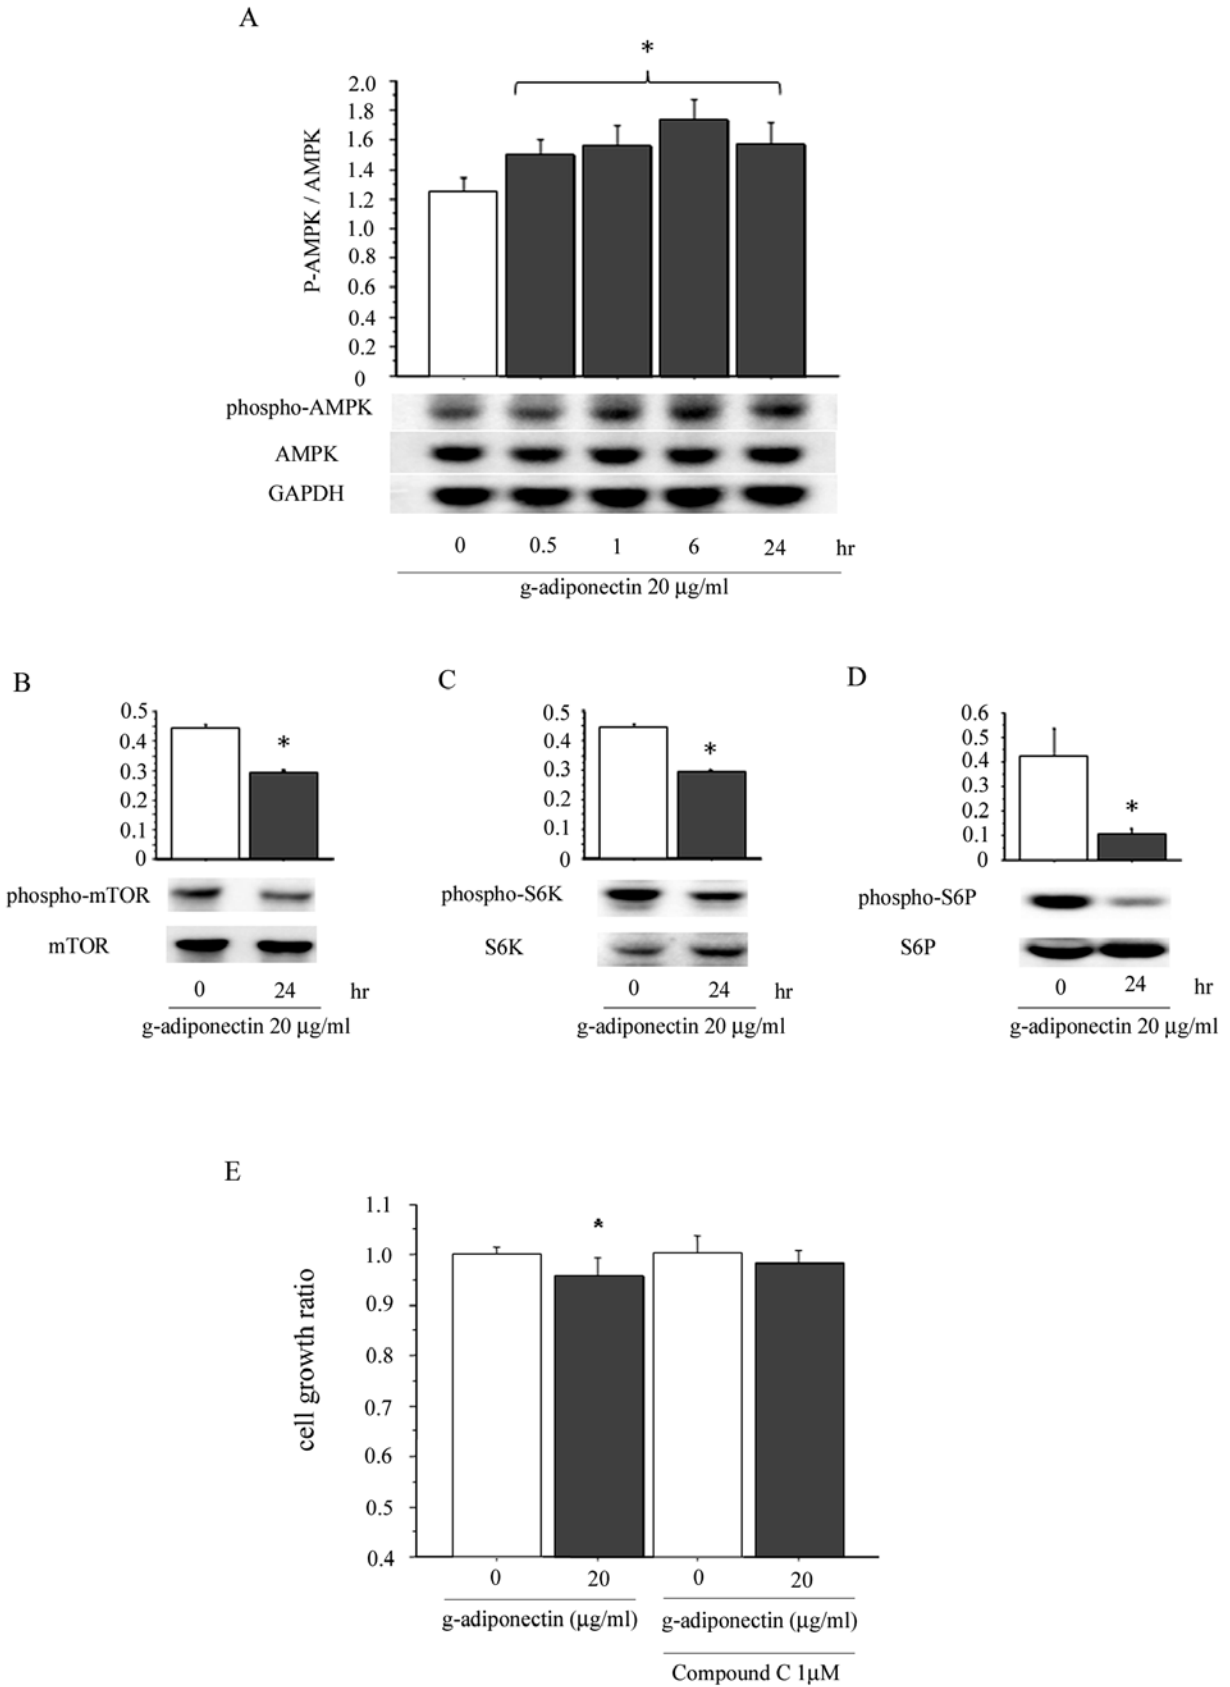 A
*
2.0
1.8
1.6
1.4
1.2
1.0
0.8
0.6
0.4
0.2
0
P-AMPK / AMPK
phospho-AMPK
AMPK
GAPDH
0 0.5 1 6 24 hr
g-adiponectin 20 μg/ml
B
0.5
0.4
0.3
0.2
0.1
0
*
phospho-mTOR
mTOR
0 24 hr
g-adiponectin 20 μg/ml
C
0.5
0.4
0.3
0.2
0.1
0
*
phospho-S6K
S6K
0 24 hr
g-adiponectin 20 μg/ml
D
0.6
0.5
0.4
0.3
0.2
0.1
0
*
phospho-S6P
S6P
0 24 hr
g-adiponectin 20 μg/ml
E
1.1
1.0
0.9
0.8
0.7
0.6
0.5
0.4
cell growth ratio
*
0 20 0 20
g-adiponectin (μg/ml) g-adiponectin (μg/ml)
Compound C 1μM